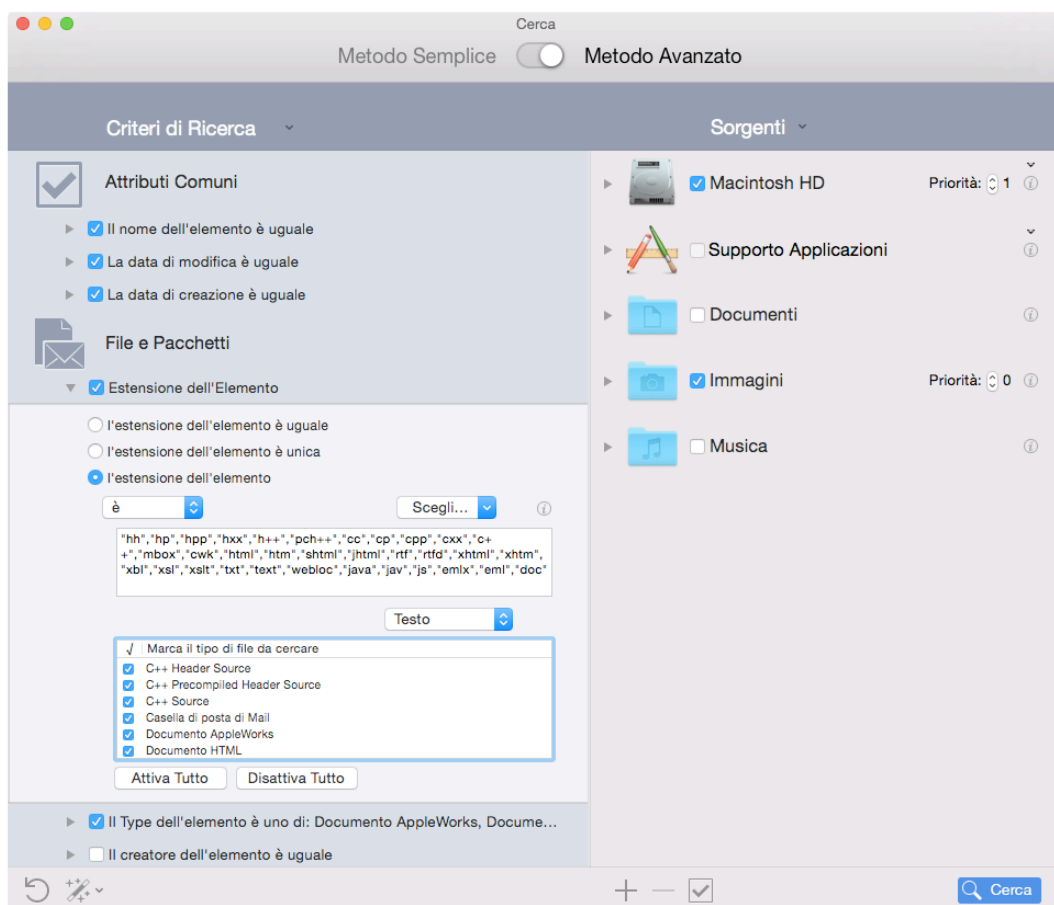 Cerca
Metodo Semplice Metodo Avanzato
Criteri di Ricerca
Attributi Comuni
Il nome dell'elemento è uguale
La data di modifica è uguale
La data di creazione è uguale
File e Pacchetti
Estensione dell'Elemento
l'estensione dell'elemento è uguale
l'estensione dell'elemento è unica
l'estensione dell'elemento
è Scegli...
"hh","hp","hpp","hxx","h++","pch++","cc","cp","cpp","cxx","c+
+","mbox","cwk","html","htm","shtml","jhtml","rtf","rtfd","xhtml","xhtm",
"xbl","xsl","xslt","txt","text","webloc","java","jav","js","emlx","eml","doc"
Testo
√ Marca il tipo di file da cercare
C++ Header Source
C++ Precompiled Header Source
C++ Source
Casella di posta di Mail
Documento AppleWorks
Documento HTML
Attiva Tutto Disattiva Tutto
Il Type dell'elemento è uno di: Documento AppleWorks, Docume...
Il creatore dell'elemento è uguale
Sorgenti
Macintosh HD Priorità: 1
Supporto Applicazioni
Documenti
Immagini Priorità: 0
Musica
Cerca